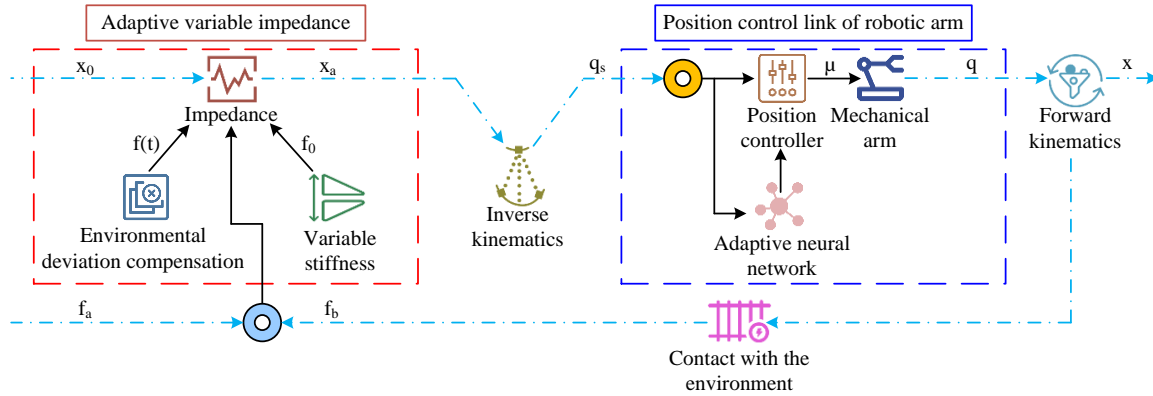 Adaptive variable impedance
Position control link of robotic arm
x0
xa
qs
μ
q
x
Impedance
Position
controller
Mechanical
arm
Forward
kinematics
f(t)
f0
Inverse
kinematics
Environmental
deviation compensation
Variable
stiffness
Adaptive neural
network
fa
fb
Contact with the
environment